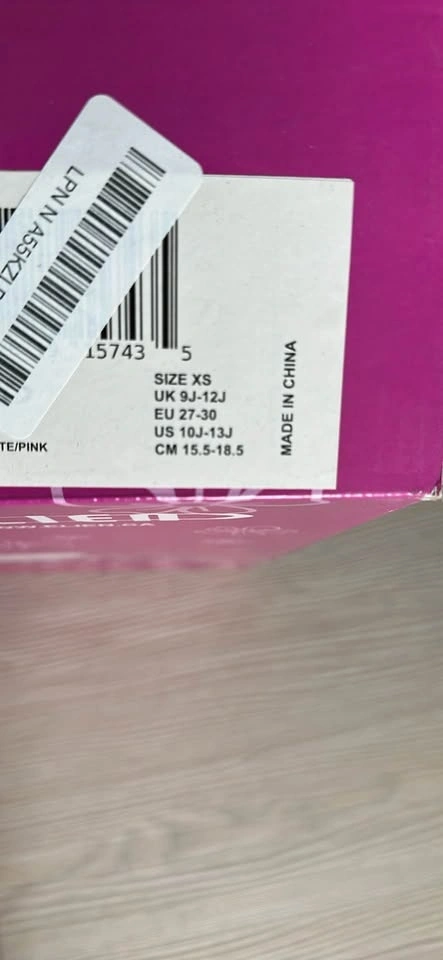 LPN N A55KZL
15743 5
SIZE XS
UK 9J-12J
EU 27-30
US 10J-13J
CM 15.5-18.5
TE/PINK
MADE IN CHINA